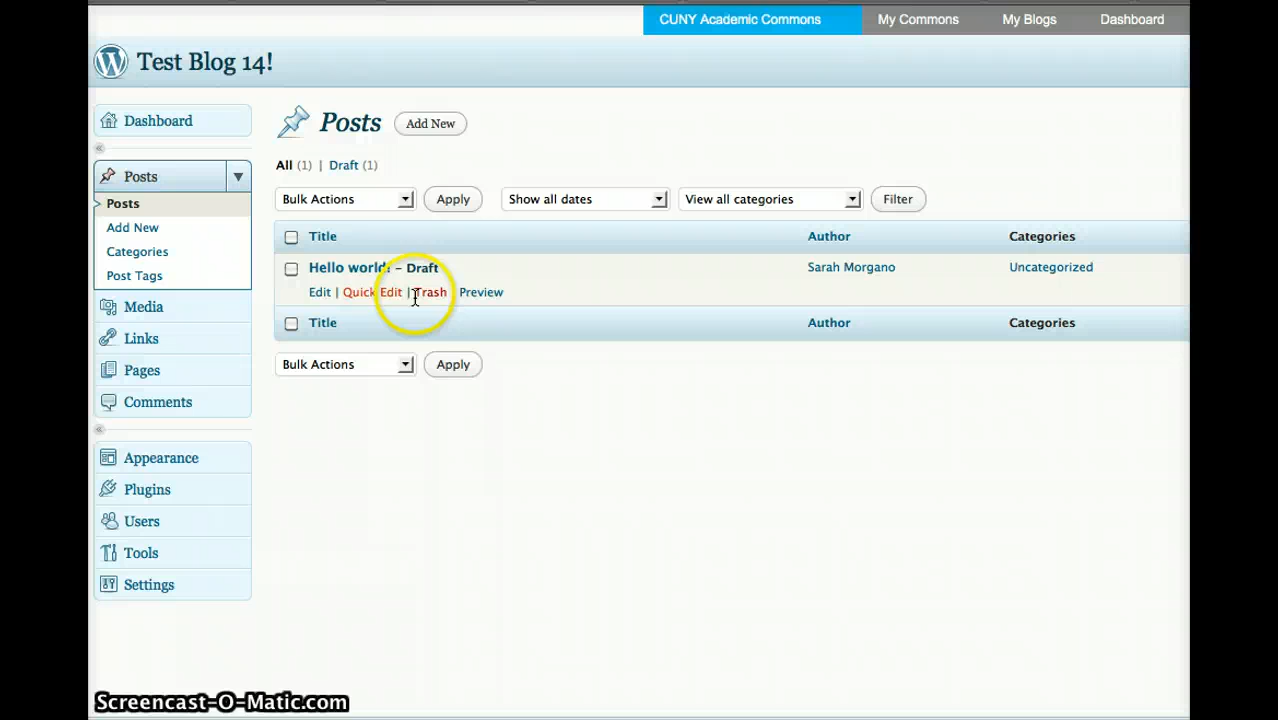 CUNY Academic Commons My Commons My Blogs Dashboard
Test Blog 14!
Dashboard
Posts
Posts
Add New
Categories
Post Tags
Media
Links
Pages
Comments
Appearance
Plugins
Users
Tools
Settings
Posts Add New
All (1) | Draft (1)
Bulk Actions Apply Show all dates View all categories Filter
Title Author Categories
Hello world! – Draft Sarah Morgano Uncategorized
Edit | Quick Edit | Trash Preview
Title Author Categories
Bulk Actions Apply
Screencast-O-Matic.com